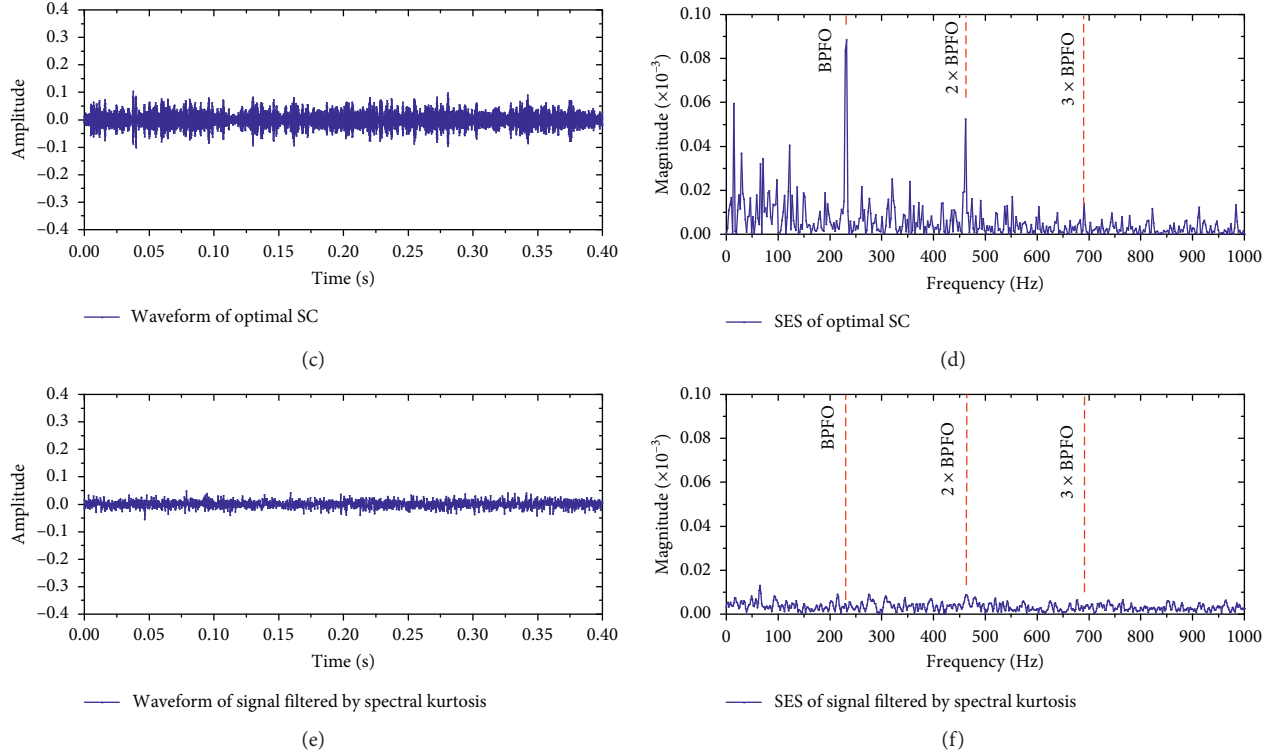 0.4
0.3
0.2
0.1
0.0
−0.1
−0.2
−0.3
−0.4
Amplitude
0.00 0.05 0.10 0.15 0.20 0.25 0.30 0.35 0.40
Time (s)
Waveform of optimal SC
(c)
0.10
0.08
0.06
0.04
0.02
0.00
Magnitude (×10−3)
BPFO
2 × BPFO
3 × BPFO
0 100 200 300 400 500 600 700 800 900 1000
Frequency (Hz)
SES of optimal SC
(d)
0.4
0.3
0.2
0.1
0.0
−0.1
−0.2
−0.3
−0.4
Amplitude
0.00 0.05 0.10 0.15 0.20 0.25 0.30 0.35 0.40
Time (s)
Waveform of signal filtered by spectral kurtosis
(e)
0.10
0.08
0.06
0.04
0.02
0.00
Magnitude (×10−3)
BPFO
2 × BPFO
3 × BPFO
0 100 200 300 400 500 600 700 800 900 1000
Frequency (Hz)
SES of signal filtered by spectral kurtosis
(f)